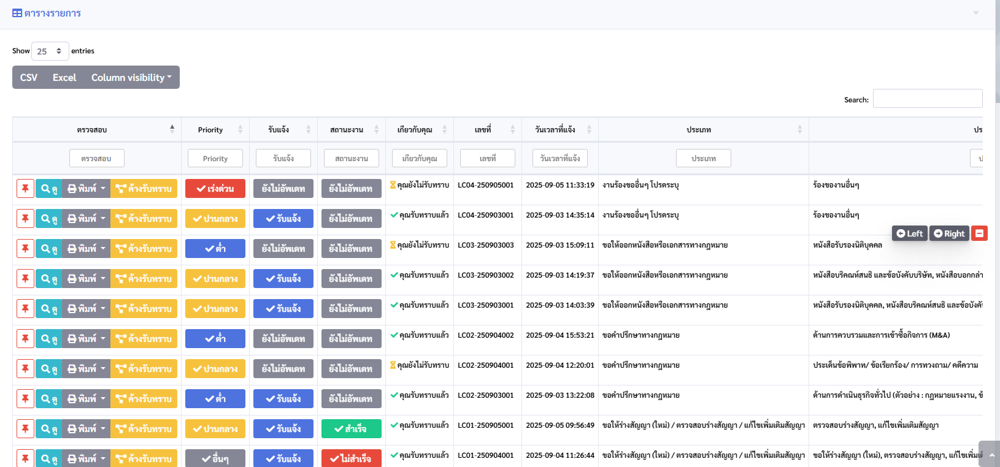 ตารางรายการ
Show 25 entries
CSV Excel Column visibility
Search:
ตรวจสอบ Priority รับแจ้ง สถานะงาน เกี่ยวกับคุณ เลขที่ วันเวลาที่แจ้ง ประเภท ปร
ตรวจสอบ Priority รับแจ้ง สถานะงาน เกี่ยวกับคุณ เลขที่ วันเวลาที่แจ้ง ประเภท ป
ดู พิมพ์ ค้างรับทราบ เร่งด่วน ยังไม่อัพเดท ยังไม่อัพเดท คุณยังไม่รับทราบ LC04-250905001 2025-09-05 11:33:19 งานร้องขออื่นๆ โปรดระบุ ร้องของานอื่นๆ
ดู พิมพ์ ค้างรับทราบ ปานกลาง รับแจ้ง ยังไม่อัพเดท คุณรับทราบแล้ว LC04-250903001 2025-09-03 14:35:14 งานร้องขออื่นๆ โปรดระบุ ร้องของานอื่นๆ
Left Right
ดู พิมพ์ ค้างรับทราบ ต่ำ ยังไม่อัพเดท ยังไม่อัพเดท คุณยังไม่รับทราบ LC03-250903003 2025-09-03 15:09:11 ขอให้ออกหนังสือหรือเอกสารทางกฎหมาย หนังสือรับรองนิติบุคคล
ดู พิมพ์ ค้างรับทราบ ปานกลาง รับแจ้ง ยังไม่อัพเดท คุณรับทราบแล้ว LC03-250903002 2025-09-03 14:19:37 ขอให้ออกหนังสือหรือเอกสารทางกฎหมาย หนังสือบริคณห์สนธิ และข้อบังคับบริษัท, หนังสือบอกกล่า
ดู พิมพ์ ค้างรับทราบ ปานกลาง รับแจ้ง ยังไม่อัพเดท คุณรับทราบแล้ว LC03-250903001 2025-09-03 14:03:39 ขอให้ออกหนังสือหรือเอกสารทางกฎหมาย หนังสือรับรองนิติบุคคล, หนังสือบริคณห์สนธิ และข้อบังคั
ดู พิมพ์ ค้างรับทราบ ต่ำ ยังไม่อัพเดท ยังไม่อัพเดท คุณรับทราบแล้ว LC02-250904002 2025-09-04 15:53:21 ขอคำปรึกษาทางกฎหมาย ด้านการควบรวมและการเข้าซื้อกิจการ (M&A)
ดู พิมพ์ ค้างรับทราบ ปานกลาง ยังไม่อัพเดท ยังไม่อัพเดท คุณยังไม่รับทราบ LC02-250904001 2025-09-04 12:20:01 ขอคำปรึกษาทางกฎหมาย ประเด็นข้อพิพาท/ ข้อเรียกร้อง/ การทวงถาม/ คดีความ
ดู พิมพ์ ค้างรับทราบ ต่ำ รับแจ้ง ยังไม่อัพเดท คุณรับทราบแล้ว LC02-250903001 2025-09-03 13:22:08 ขอคำปรึกษาทางกฎหมาย ด้านการดำเนินธุรกิจทั่วไป (ตัวอย่าง : กฎหมายแรงงาน, ข้
ดู พิมพ์ ค้างรับทราบ ปานกลาง รับแจ้ง สำเร็จ คุณรับทราบแล้ว LC01-250905001 2025-09-05 09:56:49 ขอให้ร่างสัญญา (ใหม่) / ตรวจสอบร่างสัญญา / แก้ไขเพิ่มเติมสัญญา ตรวจสอบร่างสัญญา, แก้ไขเพิ่มเติมสัญญา
ดู พิมพ์ ค้างรับทราบ อื่นๆ รับแจ้ง ไม่สำเร็จ คุณรับทราบแล้ว LC01-250904001 2025-09-04 11:26:44 ขอให้ร่างสัญญา (ใหม่) / ตรวจสอบร่างสัญญา / แก้ไขเพิ่มเติมสัญญา ขอให้ร่างสัญญา (ใหม่), ตรวจสอบร่างสัญญา, แก้ไขเพิ่มเติ